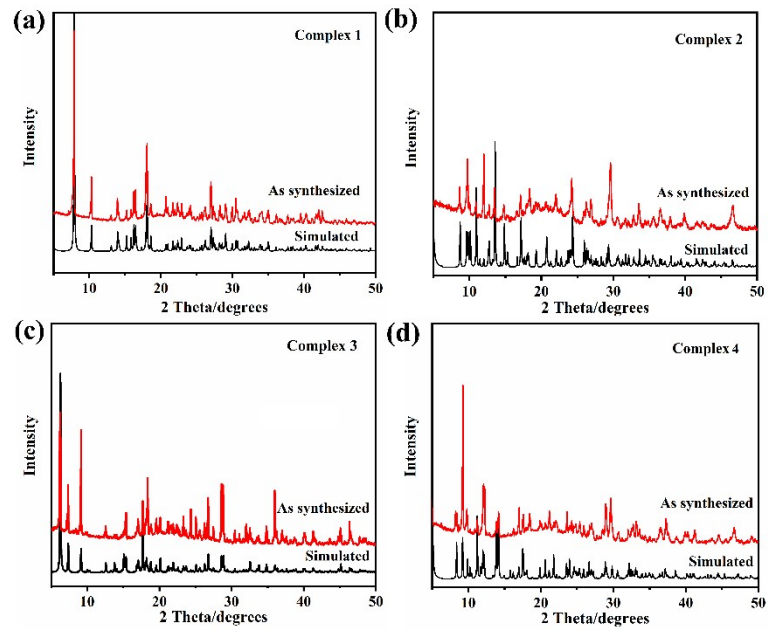 (a)
Complex 1
Intensity
As synthesized
Simulated
10 20 30 40 50
2 Theta/degrees
(b)
Complex 2
Intensity
As synthesized
Simulated
10 20 30 40 50
2 Theta/degrees
(c)
Complex 3
Intensity
As synthesized
Simulated
10 20 30 40 50
2 Theta/degrees
(d)
Complex 4
Intensity
As synthesized
Simulated
10 20 30 40 50
2 Theta/degrees